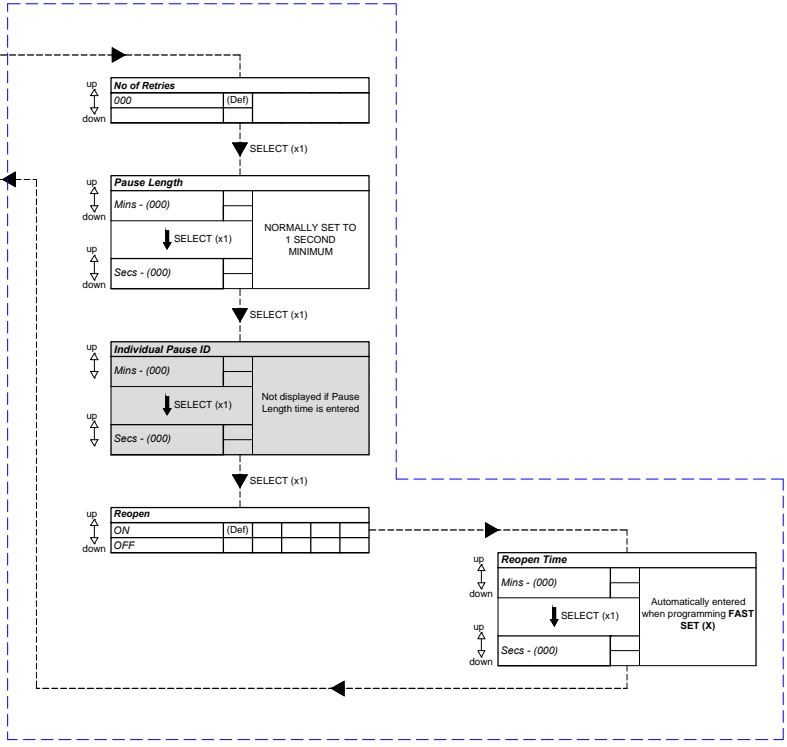 up
down
No of Retries
000 (Def)
SELECT (x1)
up
down
Pause Length
Mins - (000)
SELECT (x1)
up
down
Secs - (000)
NORMALLY SET TO
1 SECOND
MINIMUM
SELECT (x1)
up
Individual Pause ID
Mins - (000)
SELECT (x1)
up
Secs - (000)
Not displayed if Pause
Length time is entered
SELECT (x1)
up
down
Reopen
ON (Def)
OFF
up
down
Reopen Time
Mins - (000)
SELECT (x1)
up
down
Secs - (000)
Automatically entered
when programming FAST
SET (X)